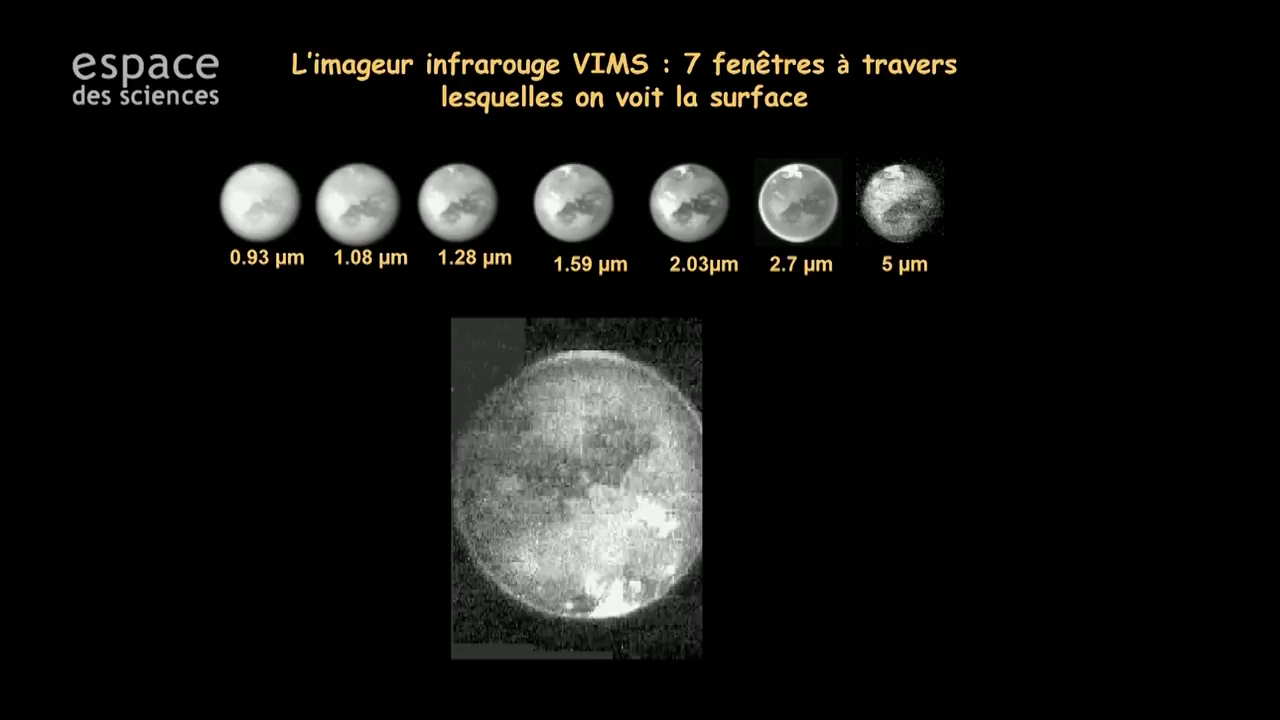 espace
des sciences
L'imageur infrarouge VIMS : 7 fenêtres à travers
lesquelles on voit la surface
0.93 µm 1.08 µm 1.28 µm 1.59 µm 2.03µm 2.7 µm 5 µm